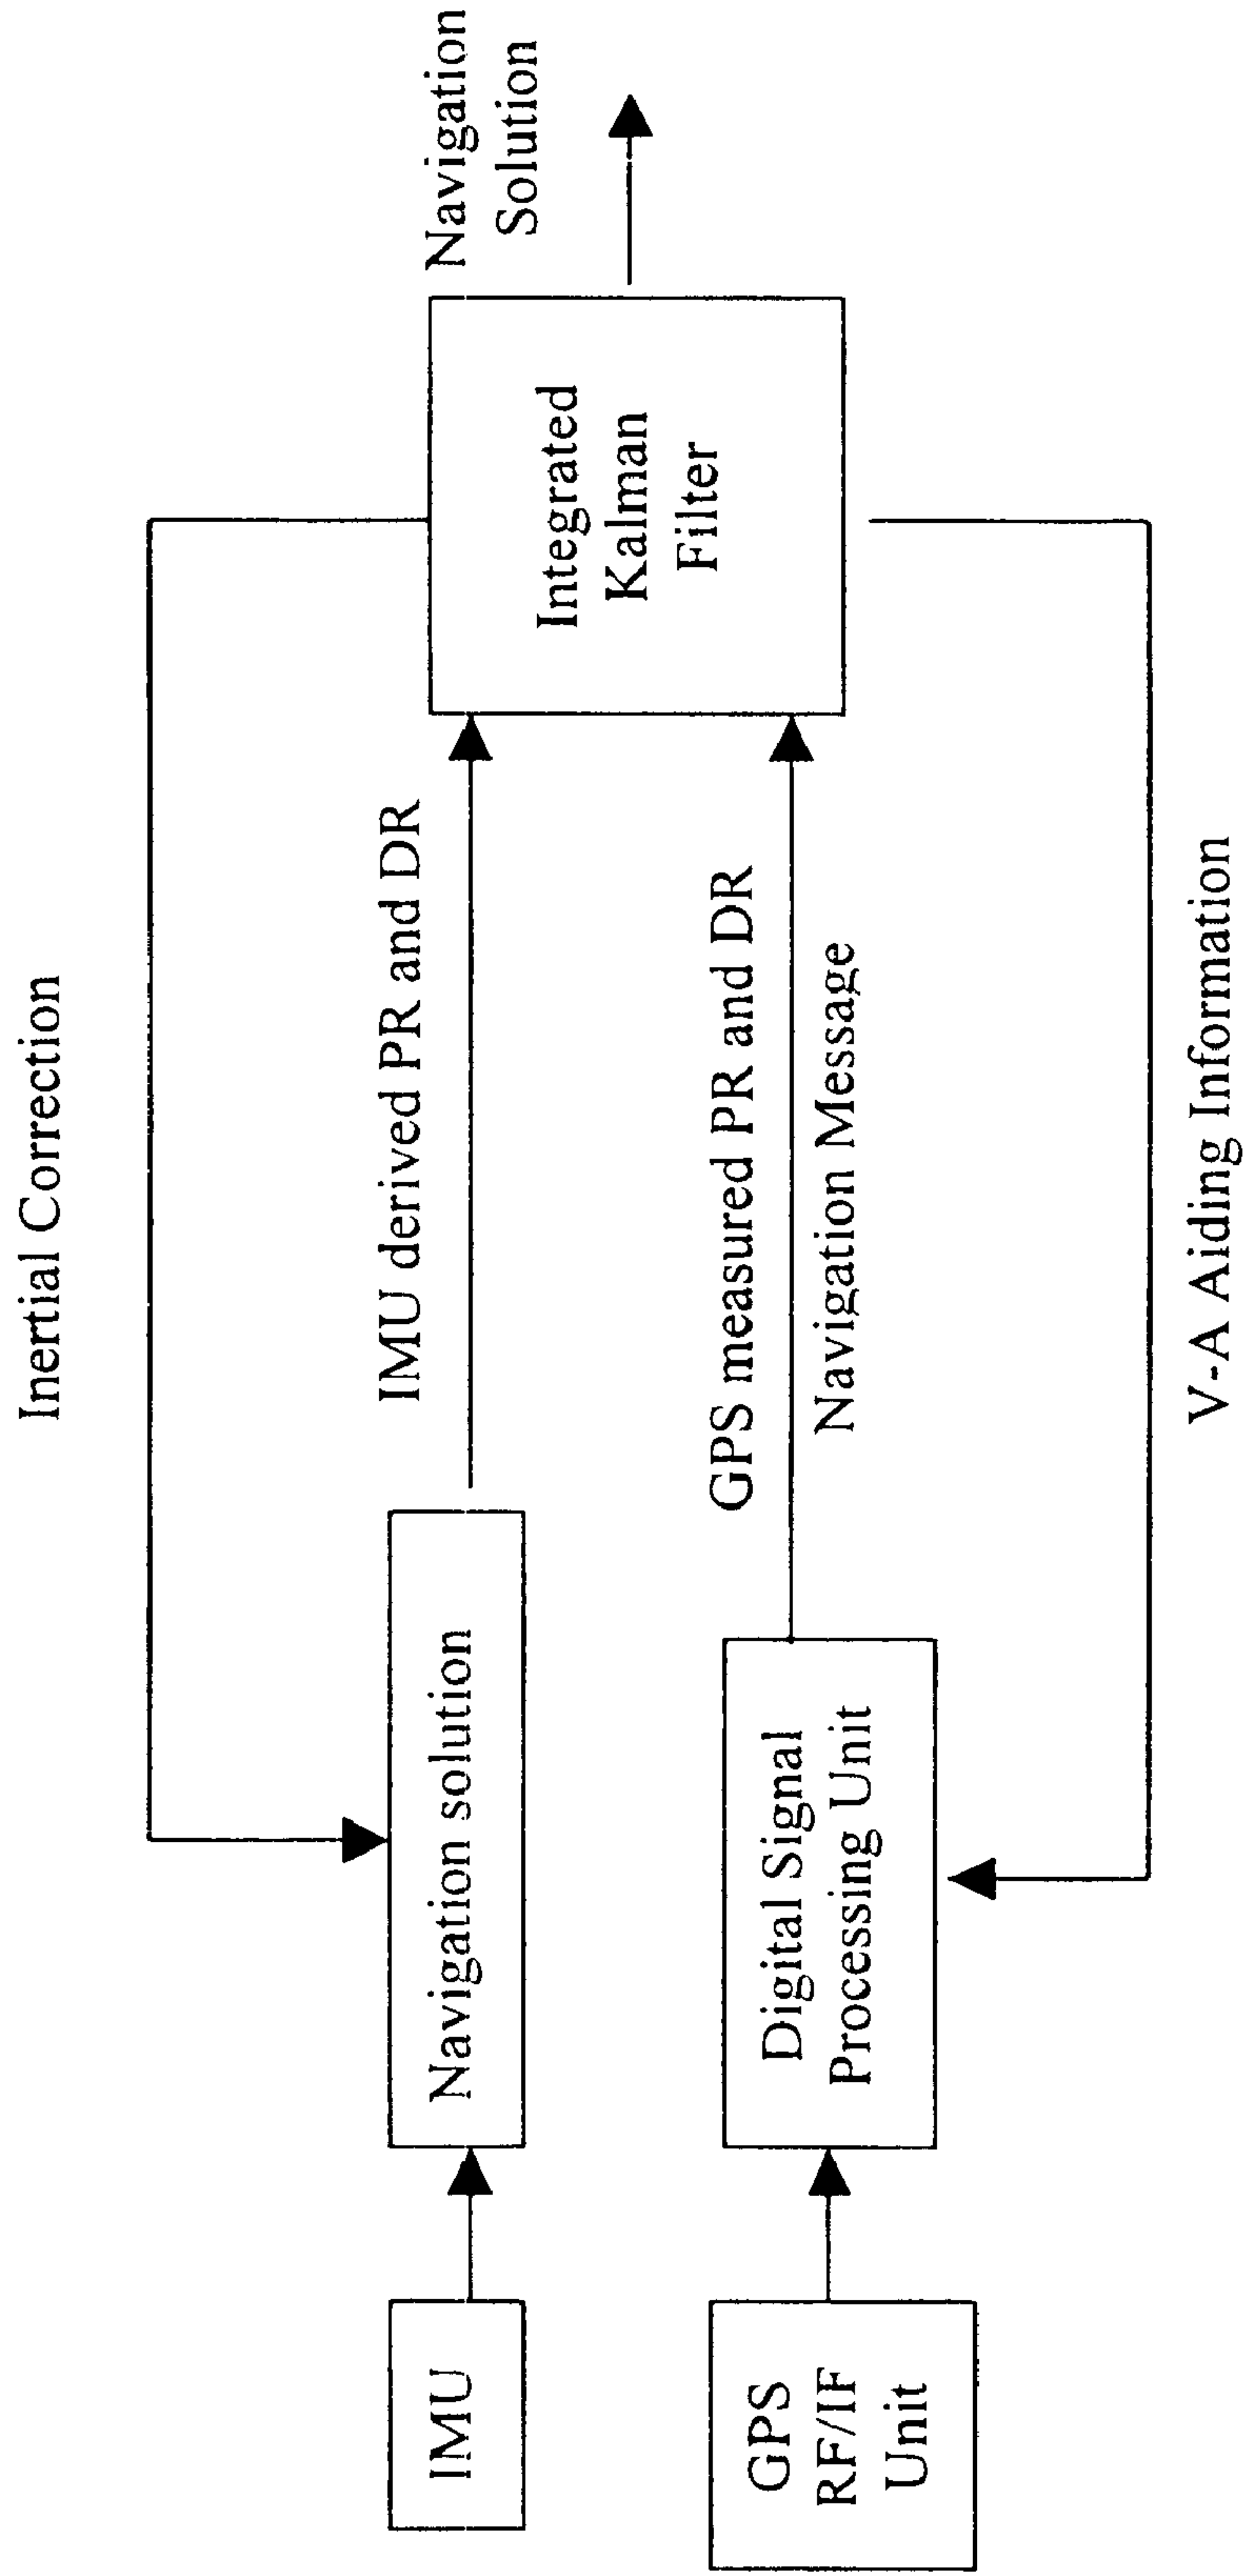 Inertial Correction
IMU
Navigation solution
IMU derived PR and DR
Integrated
Kalman
Filter
Navigation
Solution
GPS
RF/IF
Unit
Digital Signal
Processing Unit
GPS measured PR and DR
Navigation Message
V-A Aiding Information